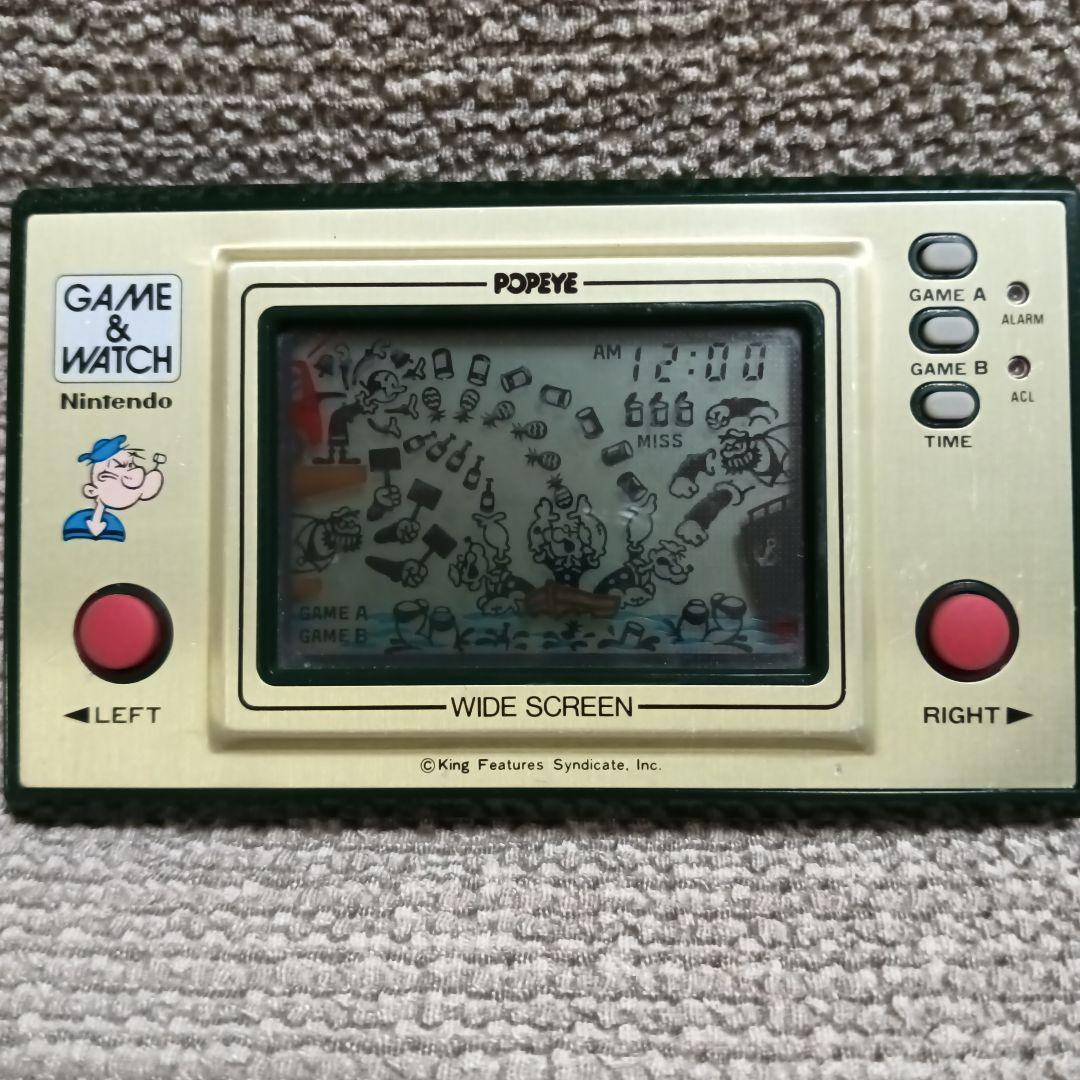 GAME
&
WATCH
Nintendo
POPEYE
AM 12:00
MISS
GAME A
GAME B
GAME A
ALARM
GAME B
ACL
TIME
◀LEFT
WIDE SCREEN
RIGHT▶
©King Features Syndicate, Inc.